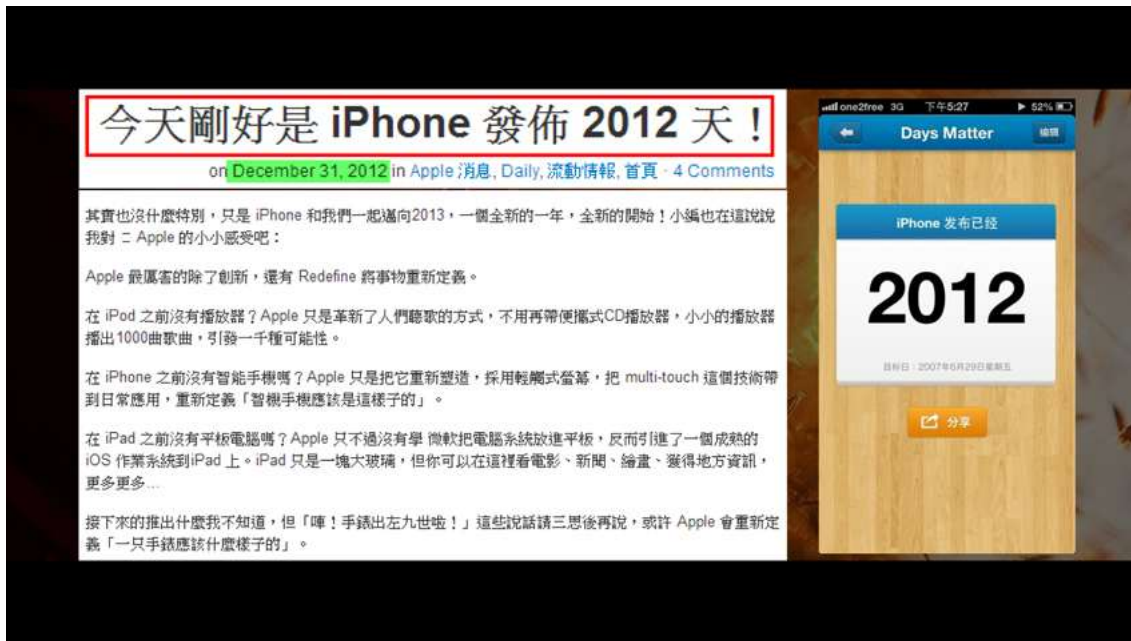 今天剛好是 iPhone 發佈 2012 天！
on December 31, 2012 in Apple 消息, Daily, 流動情報, 首頁 · 4 Comments
其實也沒什麼特別，只是 iPhone 和我們一起邁向2013，一個全新的一年，全新的開始！小編也在這說說
我對 二 Apple 的小小感受吧：
Apple 最厲害的除了創新，還有 Redefine 將事物重新定義。
在 iPod 之前沒有播放器？Apple 只是革新了人們聽歌的方式，不用再帶便攜式CD播放器，小小的播放器
播出1000曲歌曲，引發一千種可能性。
在 iPhone 之前沒有智能手機嗎？Apple 只是把它重新塑造，採用輕觸式螢幕，把 multi-touch 這個技術帶
到日常應用，重新定義「智機手機應該是這樣子的」。
在 iPad 之前沒有平板電腦嗎？Apple 只不過沒有學 微軟把電腦系統放進平板，反而引進了一個成熟的
iOS 作業系統到iPad 上。iPad 只是一塊大玻璃，但你可以在這裡看電影、新聞、繪畫、獲得地方資訊，
更多更多...
接下來的推出什麼我不知道，但「嘩！手錶出左九世啦！」這些說話請三思後再說，或許 Apple 會重新定
義「一只手錶應該什麼樣子的」。
one2free 3G 下午5:27 52%
Days Matter
编辑
iPhone 发布已经
2012
目标日：2007年6月29日星期五
分享